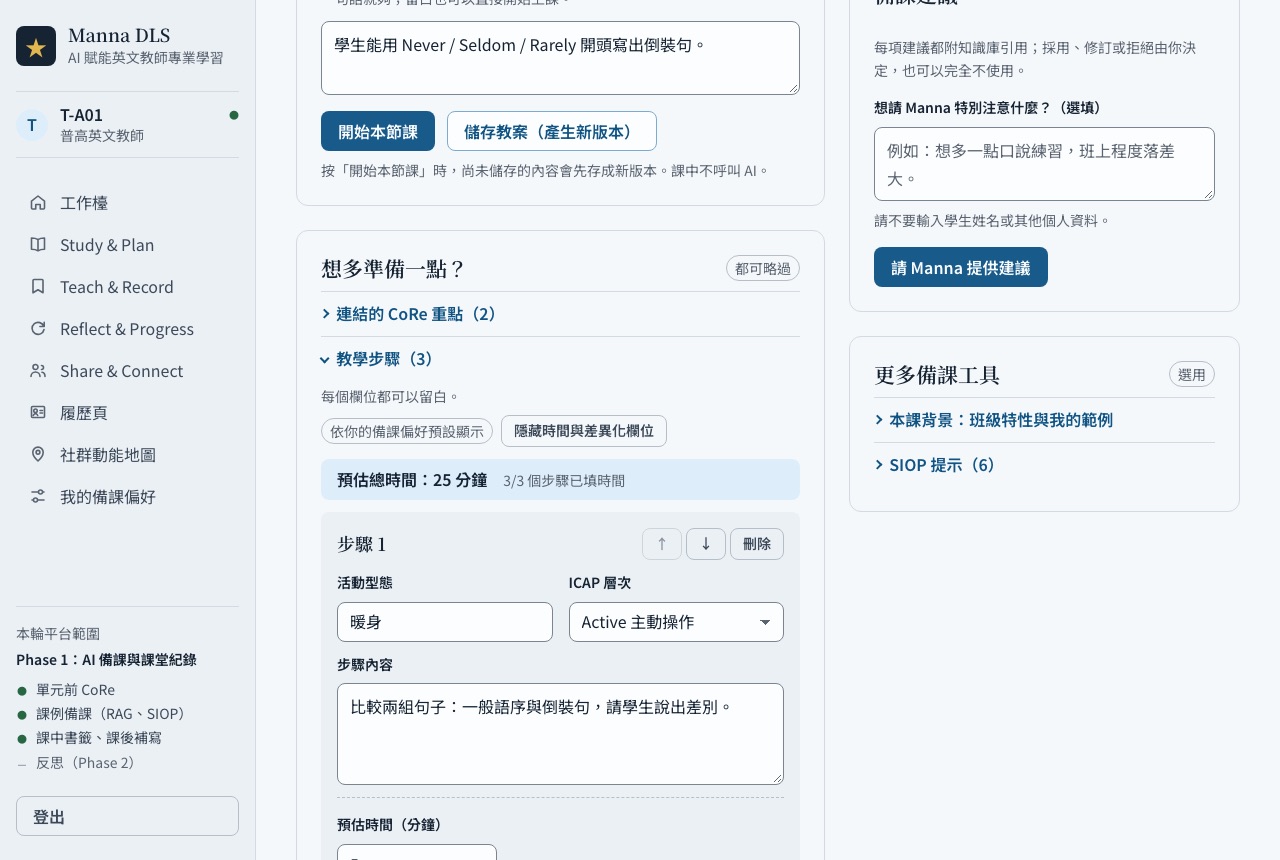 Manna DLS
AI 賦能英文教師專業學習
T
T-A01
普高英文教師
工作檯
Study & Plan
Teach & Record
Reflect & Progress
Share & Connect
履歷頁
社群動能地圖
我的備課偏好
本輪平台範圍
Phase 1：AI 備課與課堂紀錄
單元前 CoRe
課例備課（RAG、SIOP）
課中書籤、課後補寫
– 反思（Phase 2）
登出
學生能用 Never / Seldom / Rarely 開頭寫出倒裝句。
開始本節課
儲存教案（產生新版本）
按「開始本節課」時，尚未儲存的內容會先存成新版本。課中不呼叫 AI。
想多準備一點？
都可略過
連結的 CoRe 重點（2）
教學步驟（3）
每個欄位都可以留白。
依你的備課偏好預設顯示
隱藏時間與差異化欄位
預估總時間：25 分鐘
3/3 個步驟已填時間
步驟 1
↑
↓
刪除
活動型態
ICAP 層次
暖身
Active 主動操作
步驟內容
比較兩組句子：一般語序與倒裝句，請學生說出差別。
預估時間（分鐘）
每項建議都附知識庫引用；採用、修訂或拒絕由你決
定，也可以完全不使用。
想請 Manna 特別注意什麼？（選填）
例如：想多一點口說練習，班上程度落差
大。
請不要輸入學生姓名或其他個人資料。
請 Manna 提供建議
更多備課工具
選用
本課背景：班級特性與我的範例
SIOP 提示（6）